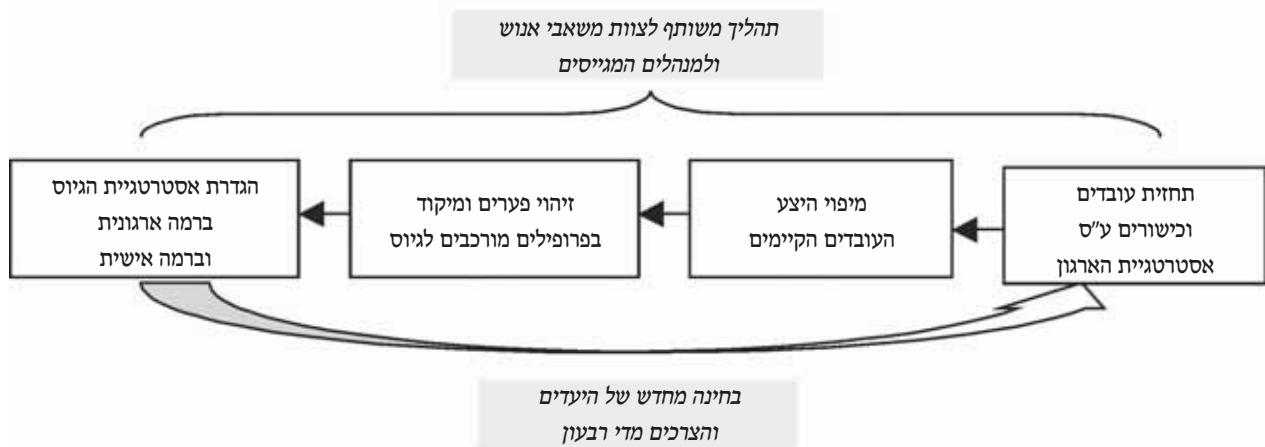 תהליך משותף לצוות משאבי אנוש
ולמנהלים המגייסים
תחזית עובדים
וכישורים ע״ס
אסטרטגיית הארגון
מיפוי היצע
העובדים הקיימים
זיהוי פערים ומיקוד
בפרופילים מורכבים לגיוס
הגדרת אסטרטגיית הגיוס
ברמה ארגונית
וברמה אישית
בחינה מחדש של היעדים
והצרכים מדי רבעון